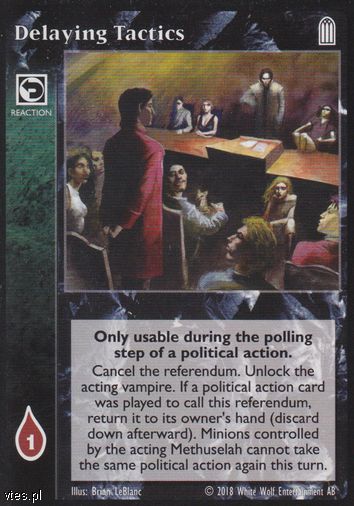 Delaying Tactics
REACTION
Only usable during the polling
step of a political action.
Cancel the referendum. Unlock the
acting vampire. If a political action card
was played to call this referendum,
return it to its owner's hand (discard
down afterward). Minions controlled
by the acting Methuselah cannot take
the same political action again this turn.
1
Illus: Brian LeBlanc
© 2018 White Wolf Entertainment AB
vtes.pl